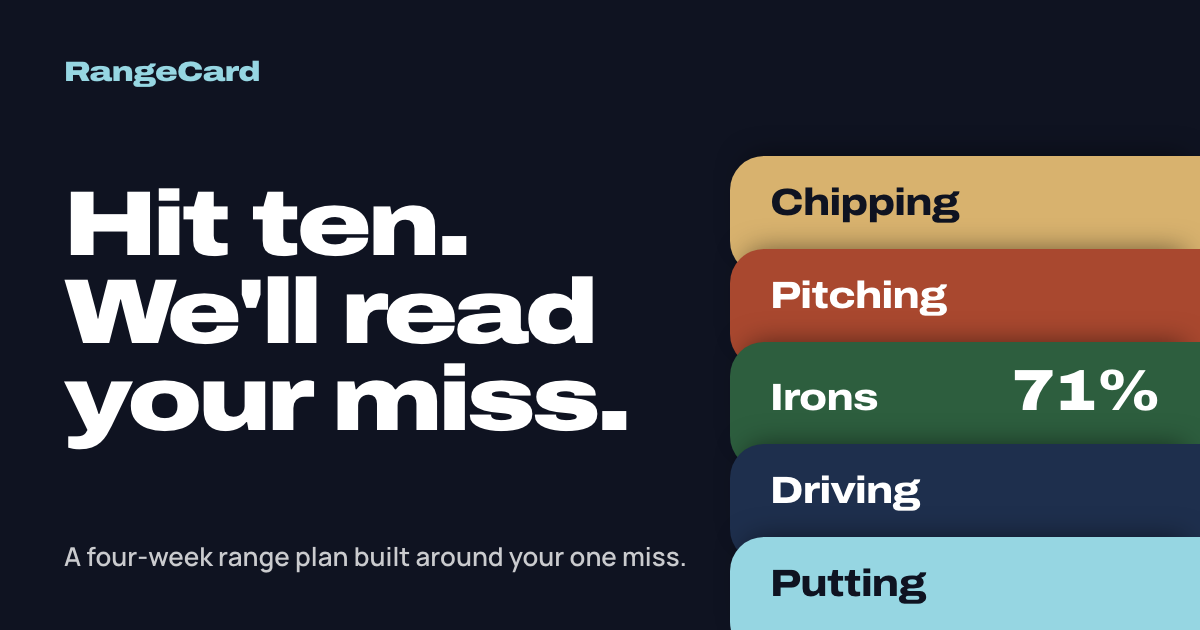 RangeCard
Hit ten.
We'll read
your miss.
A four-week range plan built around your one miss.
Chipping
Pitching
Irons 71%
Driving
Putting